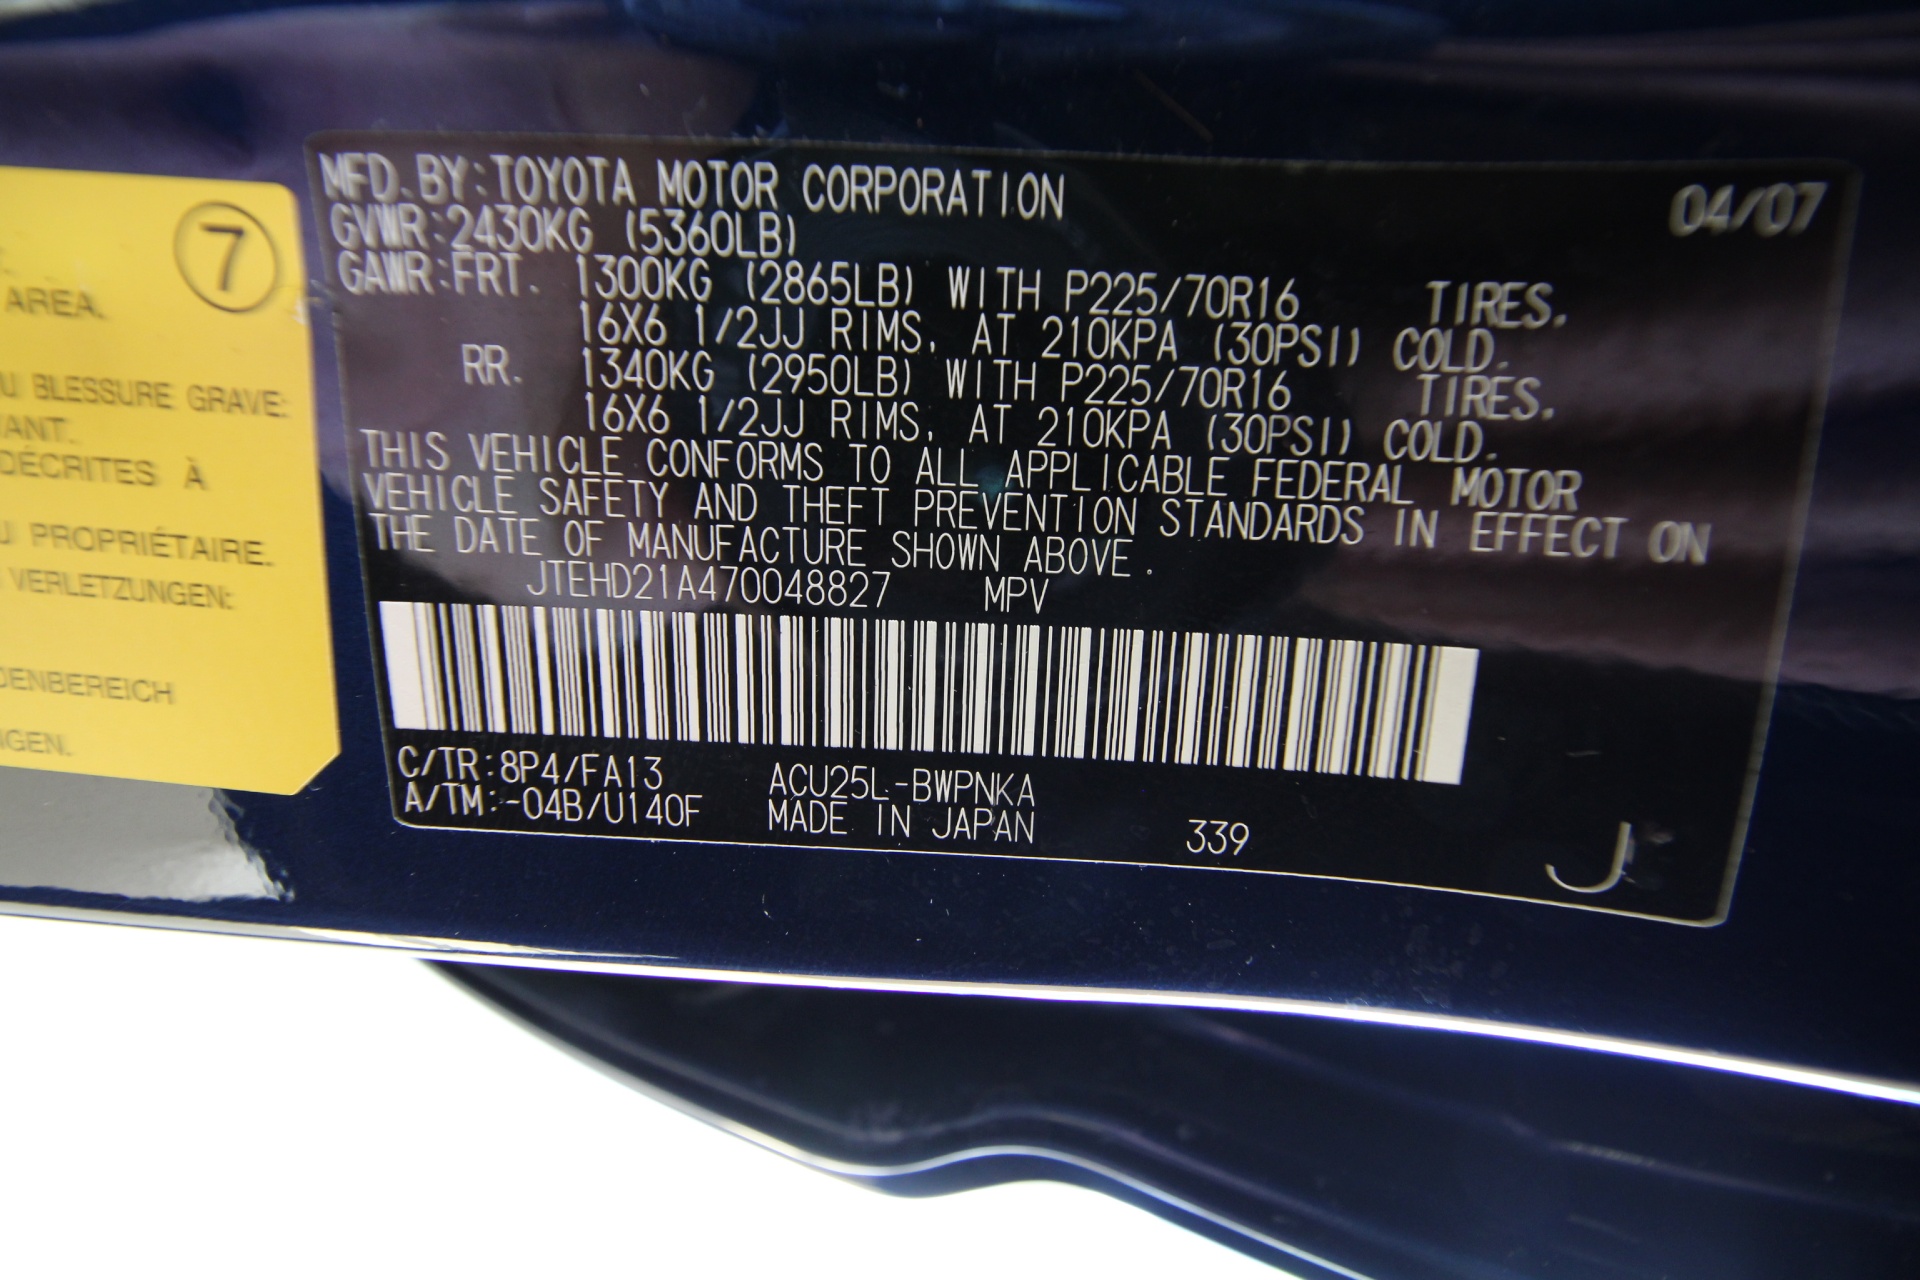 MFD. BY: TOYOTA MOTOR CORPORATION 04/07
GVWR: 2430KG (5360LB)
GAWR: FRT. 1300KG (2865LB) WITH P225/70R16 TIRES,
16X6 1/2JJ RIMS, AT 210KPA (30PSI) COLD.
RR. 1340KG (2950LB) WITH P225/70R16 TIRES,
16X6 1/2JJ RIMS, AT 210KPA (30PSI) COLD.
THIS VEHICLE CONFORMS TO ALL APPLICABLE FEDERAL MOTOR
VEHICLE SAFETY AND THEFT PREVENTION STANDARDS IN EFFECT ON
THE DATE OF MANUFACTURE SHOWN ABOVE.
JTEHD21A470048827 MPV
C/TR: 8P4/FA13 ACU25L-BWPNKA
A/TM: -04B/U140F MADE IN JAPAN 339 J
7
AREA.
BLESSURE GRAVE:
DÉCRITES À
PROPRIÉTAIRE.
VERLETZUNGEN: